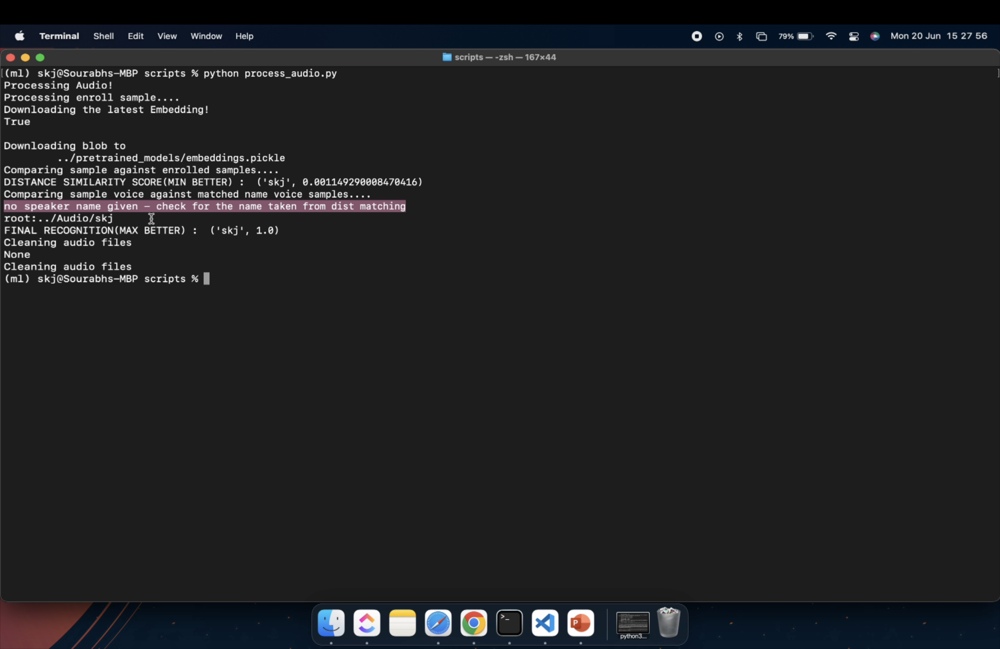 Terminal Shell Edit View Window Help 79% Mon 20 Jun 15 27 56
scripts — -zsh — 167×44
[(ml) skj@Sourabhs-MBP scripts % python process_audio.py ]
Processing Audio!
Processing enroll sample....
Downloading the latest Embedding!
True
Downloading blob to
../pretrained_models/embeddings.pickle
Comparing sample against enrolled samples....
DISTANCE SIMILARITY SCORE(MIN BETTER) : ('skj', 0.001149290008470416)
Comparing sample voice against matched name voice samples....
no speaker name given – check for the name taken from dist matching
root:../Audio/skj
FINAL RECOGNITION(MAX BETTER) : ('skj', 1.0)
Cleaning audio files
None
Cleaning audio files
(ml) skj@Sourabhs-MBP scripts %
>_
P
python3....